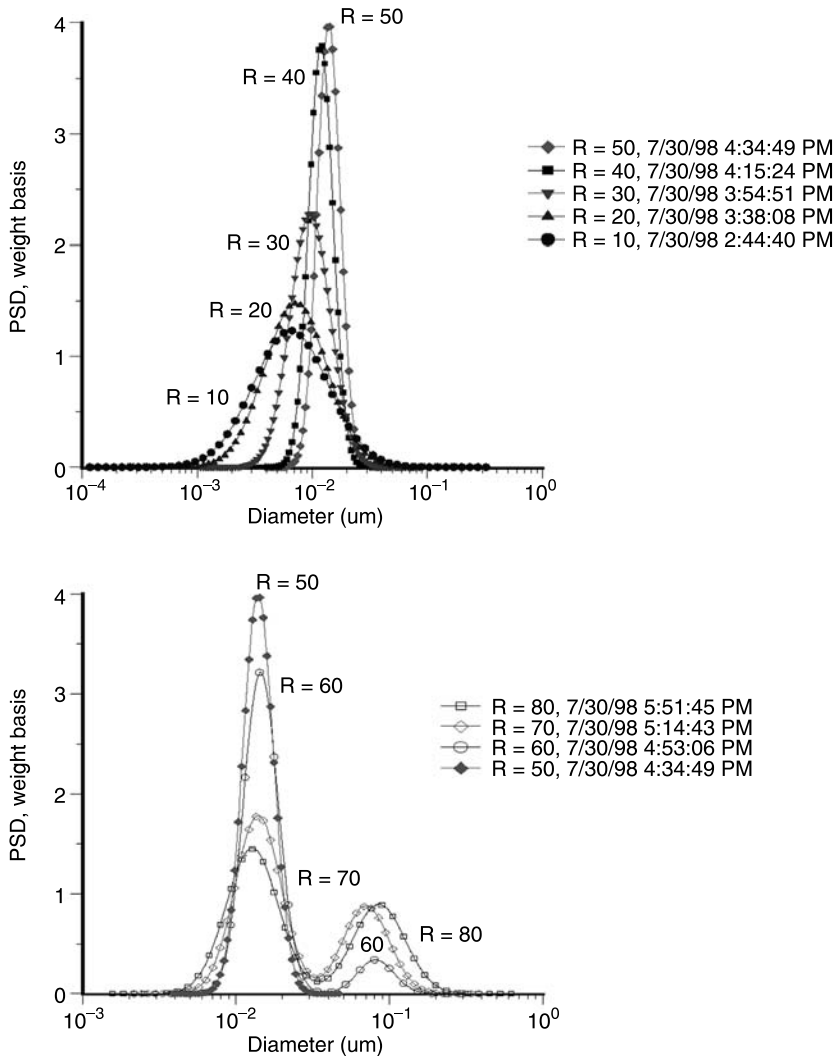 4
3
2
1
0
PSD, weight basis
R = 50
R = 40
R = 30
R = 20
R = 10
R = 50, 7/30/98 4:34:49 PM
R = 40, 7/30/98 4:15:24 PM
R = 30, 7/30/98 3:54:51 PM
R = 20, 7/30/98 3:38:08 PM
R = 10, 7/30/98 2:44:40 PM
10⁻⁴ 10⁻³ 10⁻² 10⁻¹ 10⁰
Diameter (um)
4
3
2
1
0
PSD, weight basis
R = 50
R = 60
R = 70
60
R = 80
R = 80, 7/30/98 5:51:45 PM
R = 70, 7/30/98 5:14:43 PM
R = 60, 7/30/98 4:53:06 PM
R = 50, 7/30/98 4:34:49 PM
10⁻³ 10⁻² 10⁻¹ 10⁰
Diameter (um)